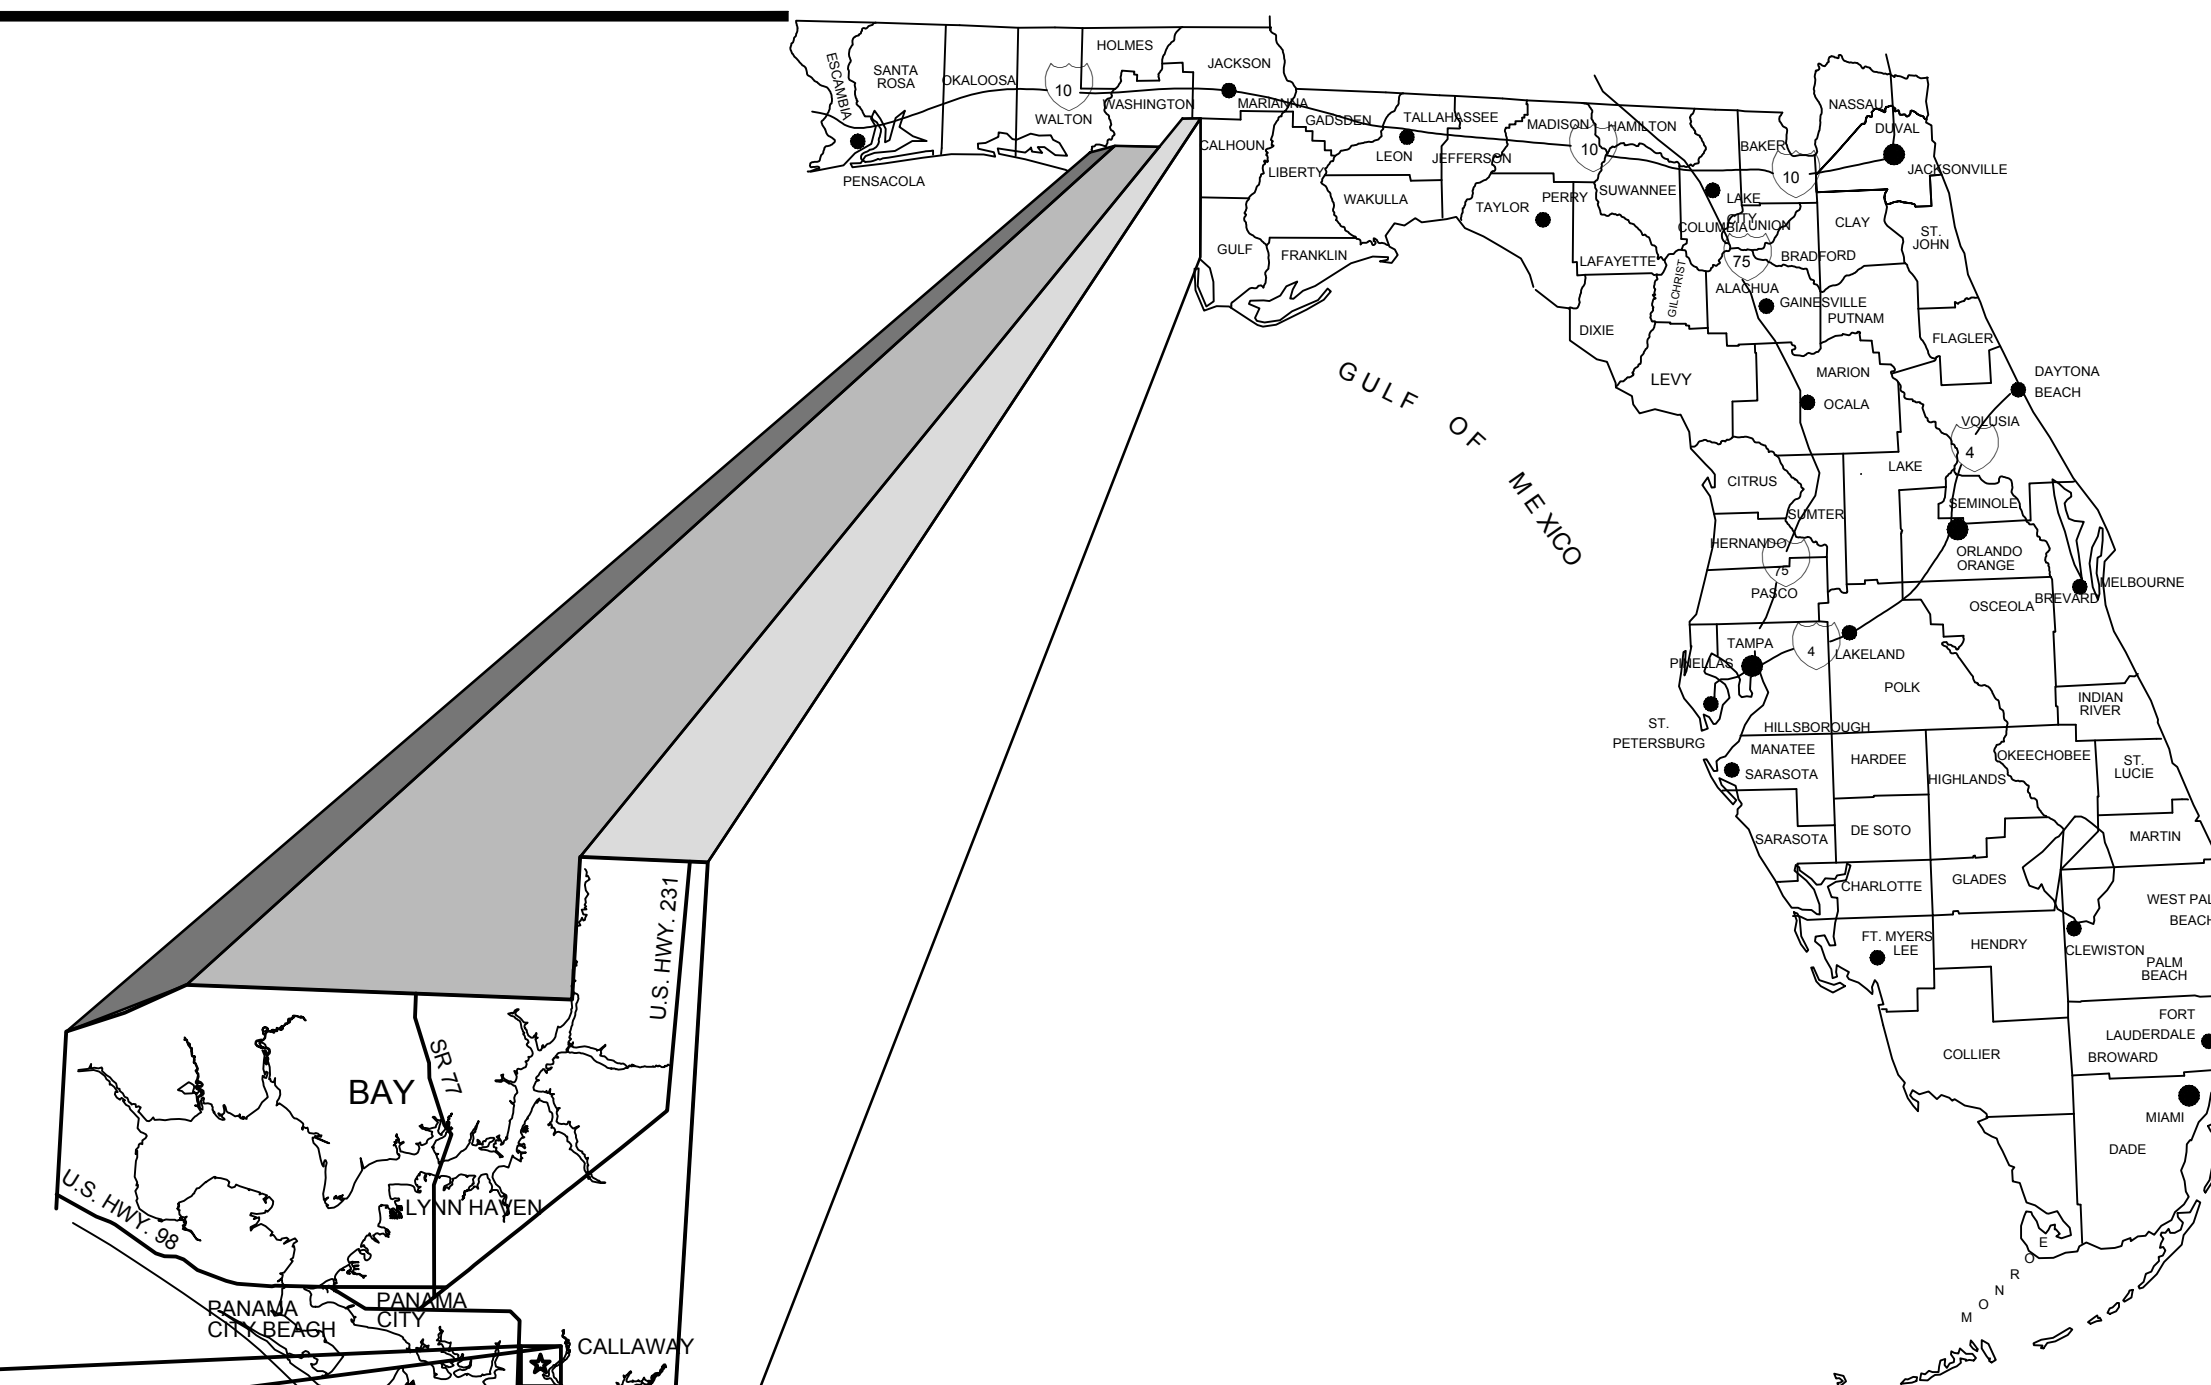 HOLMES
JACKSON
ESCAMBIA
SANTA
ROSA
OKALOOSA
10
WASHINGTON
MARIANNA
WALTON
GADSDEN
TALLAHASSEE
MADISON
HAMILTON
NASSAU
DUVAL
PENSACOLA
CALHOUN
LIBERTY
LEON
JEFFERSON
10
BAKER
10
JACKSONVILLE
WAKULLA
TAYLOR
PERRY
SUWANNEE
LAKE
CITY
COLUMBIA
UNION
CLAY
ST.
JOHN
GULF
FRANKLIN
LAFAYETTE
GILCHRIST
75
BRADFORD
ALACHUA
GAINESVILLE
PUTNAM
DIXIE
FLAGLER
GULF OF MEXICO
LEVY
MARION
OCALA
DAYTONA
BEACH
VOLUSIA
4
LAKE
CITRUS
SUMTER
SEMINOLE
HERNANDO
75
ORLANDO
ORANGE
PASCO
MELBOURNE
BREVARD
OSCEOLA
TAMPA
PINELLAS
4
LAKELAND
POLK
INDIAN
RIVER
ST.
PETERSBURG
HILLSBOROUGH
MANATEE
SARASOTA
HARDEE
HIGHLANDS
OKEECHOBEE
ST.
LUCIE
SARASOTA
DE SOTO
MARTIN
CHARLOTTE
GLADES
WEST PAL
BEACH
FT. MYERS
LEE
HENDRY
CLEWISTON
PALM
BEACH
FORT
LAUDERDALE
COLLIER
BROWARD
MIAMI
DADE
MONROE
U.S. HWY. 231
SR 77
BAY
LYNN HAVEN
U.S. HWY. 98
PANAMA
CITY BEACH
PANAMA
CITY
CALLAWAY